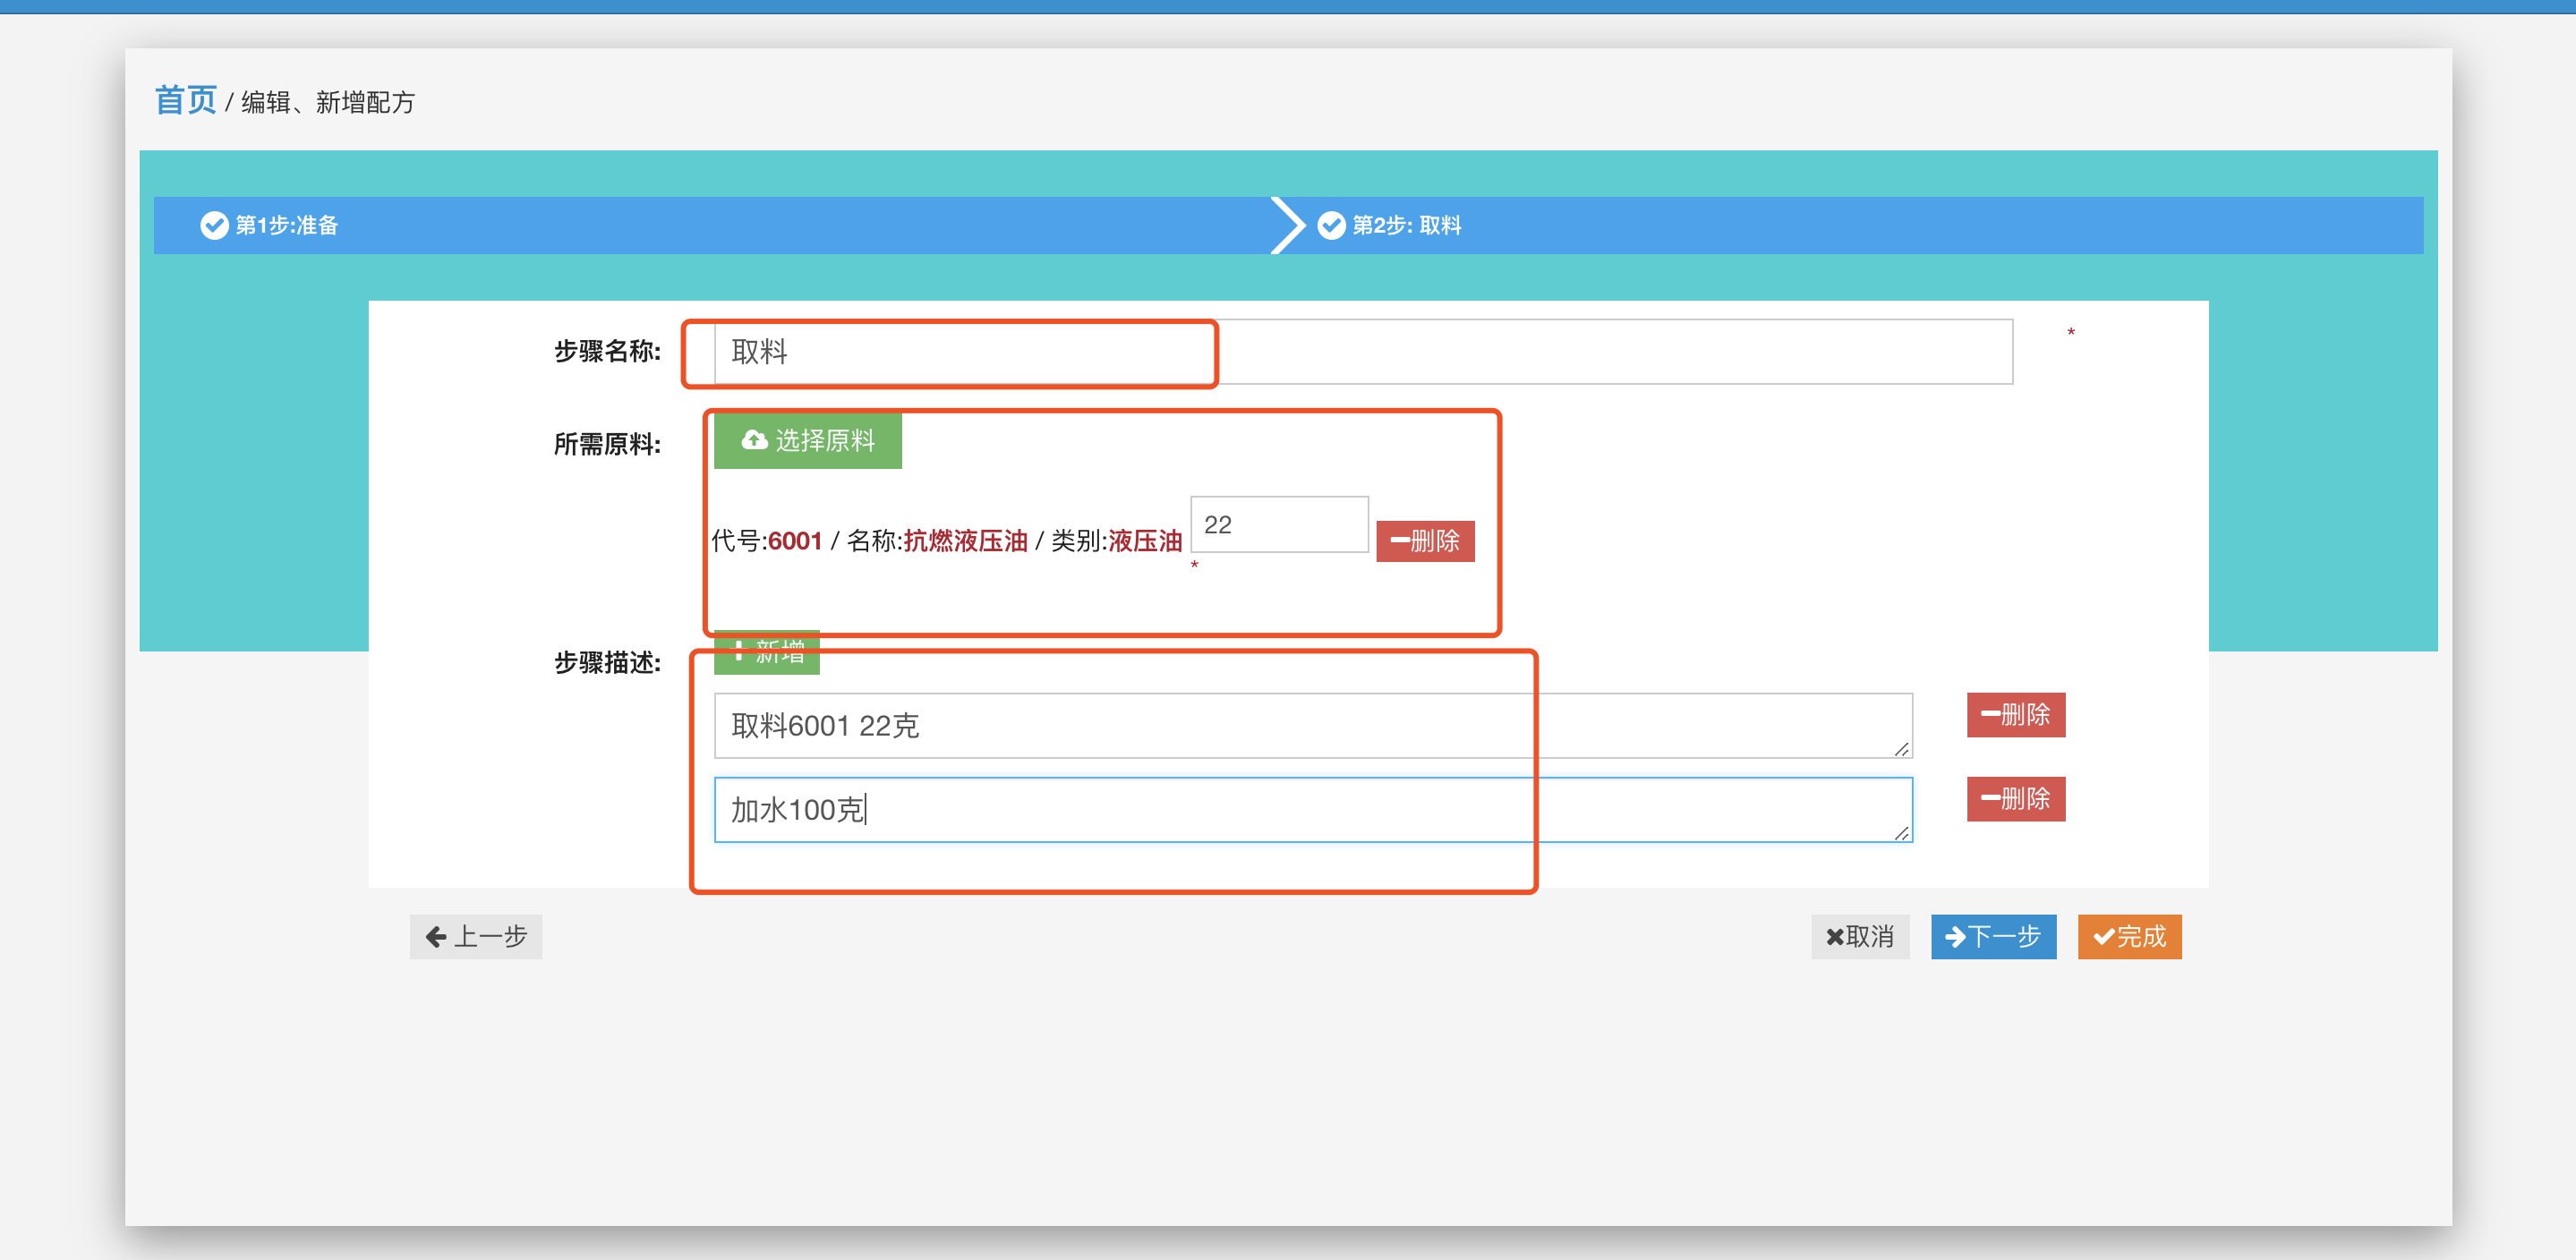 首页 / 编辑、新增配方
第1步:准备
第2步: 取料
步骤名称:
取料
*
所需原料:
选择原料
代号:6001 / 名称:抗燃液压油 / 类别:液压油
22
*
删除
步骤描述:
新增
取料6001 22克
删除
加水100克
删除
上一步
取消
下一步
完成